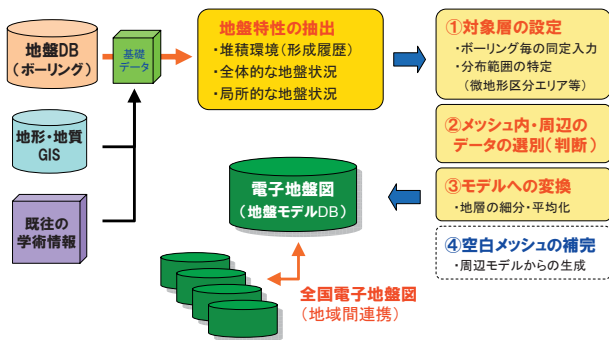 地盤DB
(ボーリング)
基礎
データ
地形・地質
GIS
既往の
学術情報
地盤特性の抽出
・堆積環境(形成履歴)
・全体的な地盤状況
・局所的な地盤状況
①対象層の設定
・ボーリング毎の同定入力
・分布範囲の特定
(微地形区分エリア等)
②メッシュ内・周辺の
データの選別(判断)
③モデルへの変換
・地層の細分・平均化
④空白メッシュの補完
・周辺モデルからの生成
電子地盤図
(地盤モデルDB)
全国電子地盤図
(地域間連携)